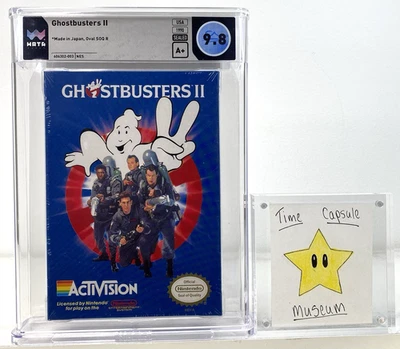 WATA
Ghostbusters II
*Made in Japan, Oval SOQ R
USA
1990
SEALED
9.8
A+
GHOSTBUSTERS II
ACTIVISION
Licensed by Nintendo
for play on the
Official
Nintendo
Seal of Quality
Time Capsule
Museum